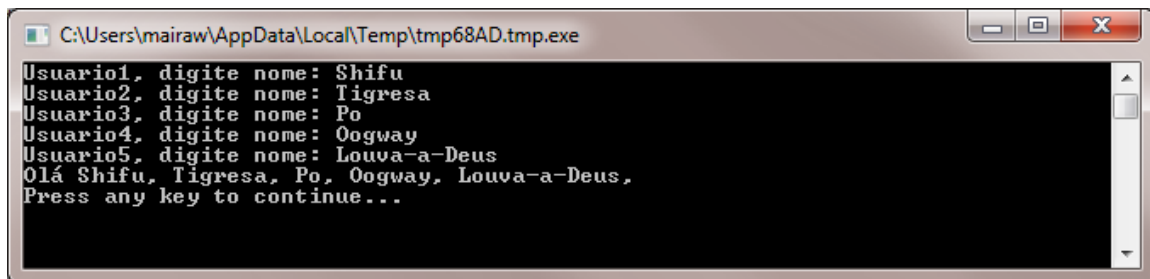 C:\Users\mairaw\AppData\Local\Temp\tmp68AD.tmp.exe
Usuario1, digite nome: Shifu
Usuario2, digite nome: Tigresa
Usuario3, digite nome: Po
Usuario4, digite nome: Oogway
Usuario5, digite nome: Louva-a-Deus
Olá Shifu, Tigresa, Po, Oogway, Louva-a-Deus,
Press any key to continue...